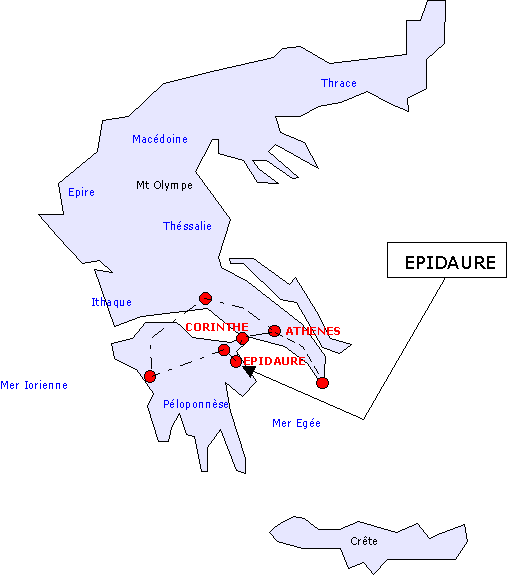 Thrace
Macédoine
Mt Olympe
Epire
Théssalie
EPIDAURE
Ithaque
CORINTHE
ATHENES
EPIDAURE
Mer Iorienne
Péloponnèse
Mer Egée
Crête